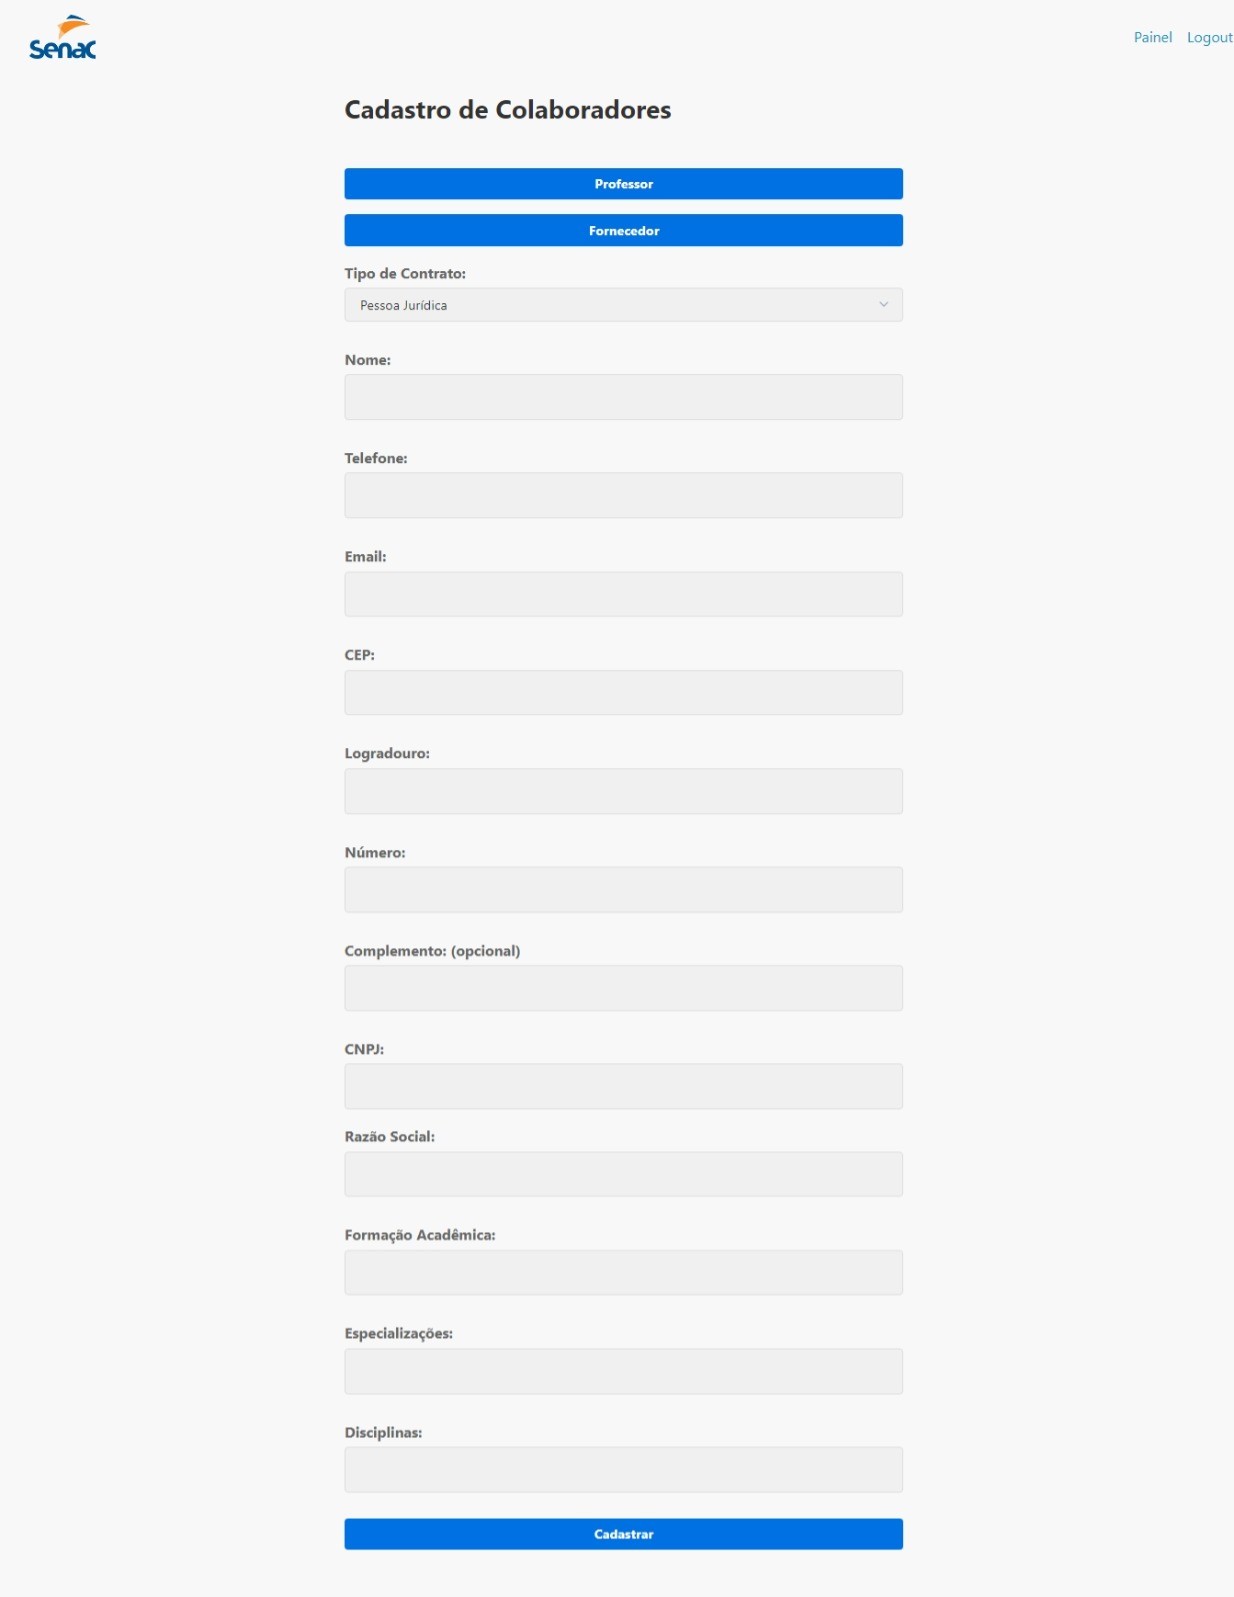 Senac
Painel Logout
Cadastro de Colaboradores
Professor
Fornecedor
Tipo de Contrato:
Pessoa Jurídica
Nome:
Telefone:
Email:
CEP:
Logradouro:
Número:
Complemento: (opcional)
CNPJ:
Razão Social:
Formação Acadêmica:
Especializações:
Disciplinas:
Cadastrar